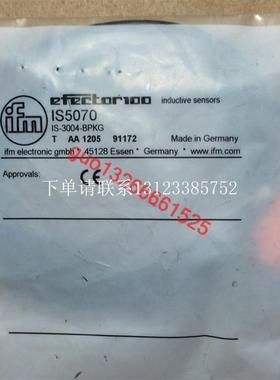 ifm
efector100 inductive sensors
IS5070
IS-3004-BPKG
T AA 1205 91172 Made in Germany
ifm electronic gmbh 45128 Essen * Germany * www.ifm.com
Approvals: CE
下单请联系13123385752